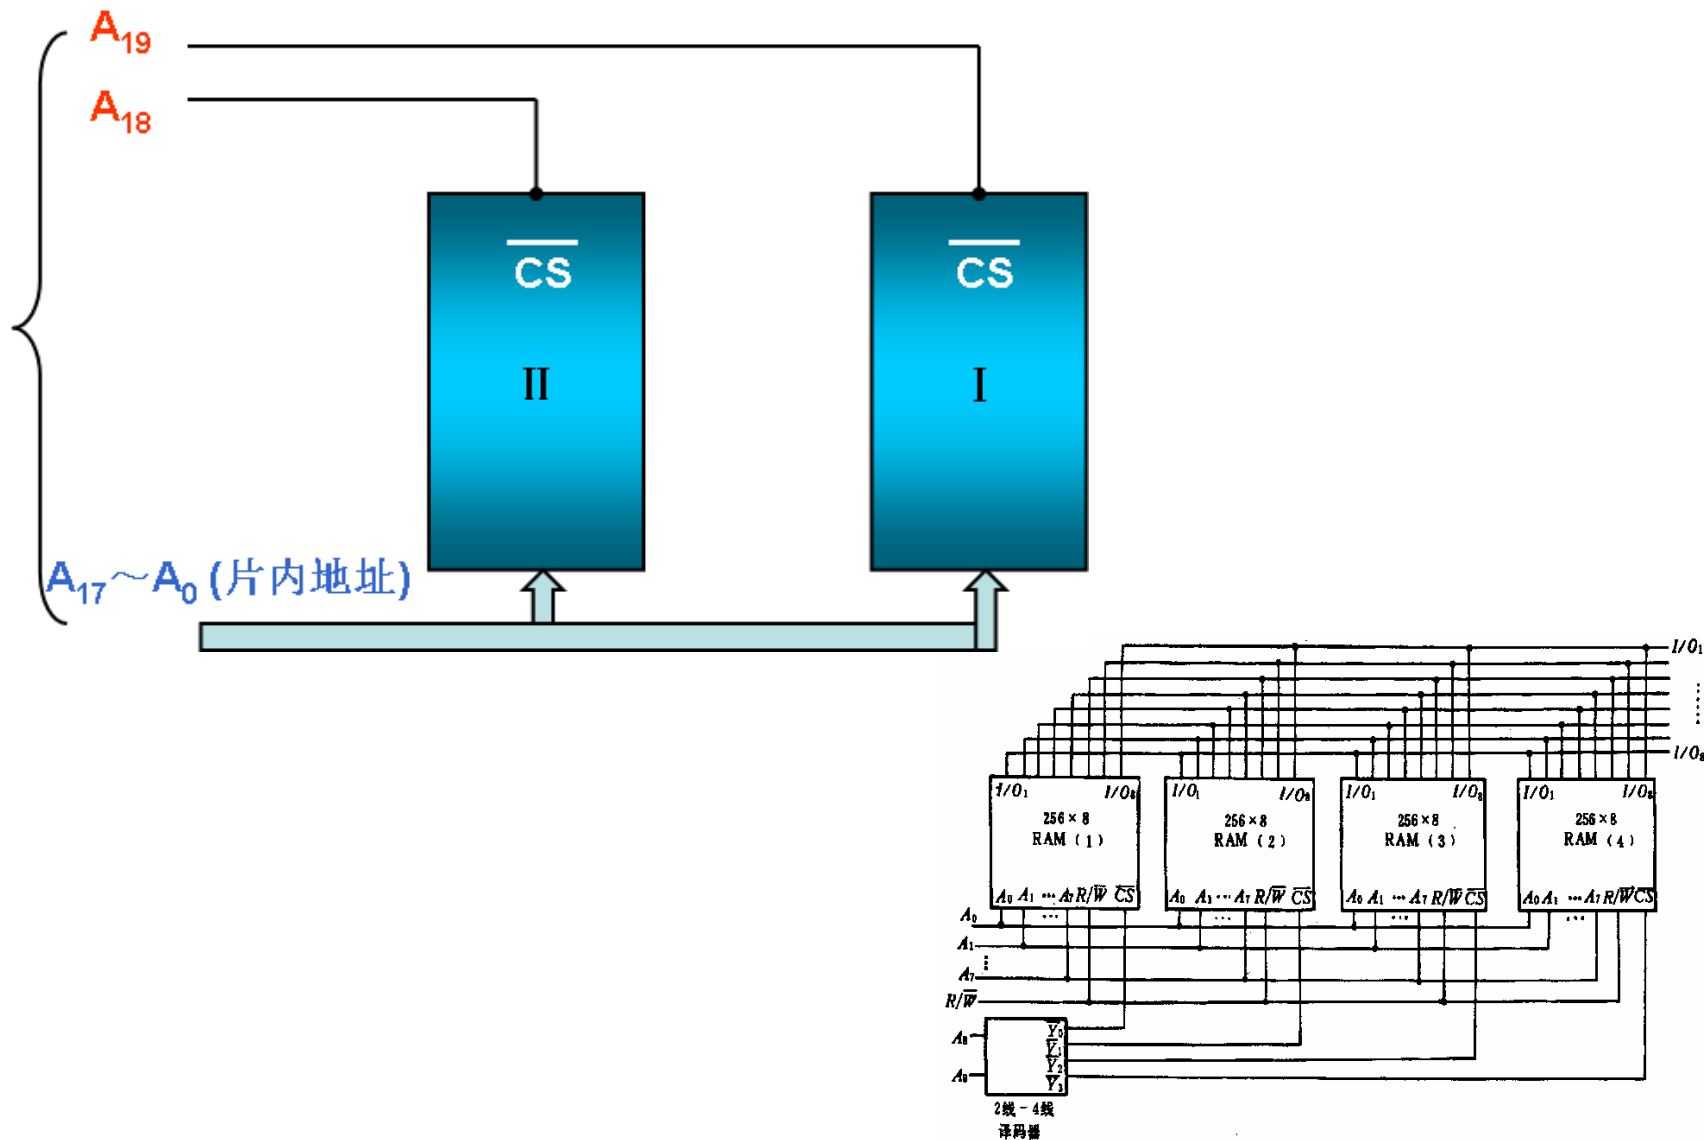 A19
A18
CS
CS
II
I
A17～A0 (片内地址)
I/O1
I/O8
I/O1 I/O8
I/O1 I/O8
I/O1 I/O8
I/O1 I/O8
256×8
RAM（1）
256×8
RAM（2）
256×8
RAM（3）
256×8
RAM（4）
A0 A1 … A7 R/W CS
A0 A1 … A7 R/W CS
A0 A1 … A7 R/W CS
A0 A1 … A7 R/W CS
A0
A1
A7
R/W
A8
A9
Y0
Y1
Y2
Y3
2线-4线
译码器